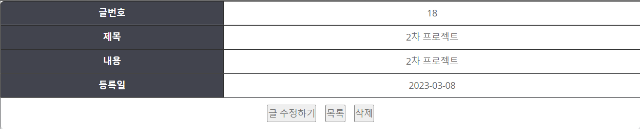 글번호 18
제목 2차 프로젝트
내용 2차 프로젝트
등록일 2023-03-08
글 수정하기 목록 삭제